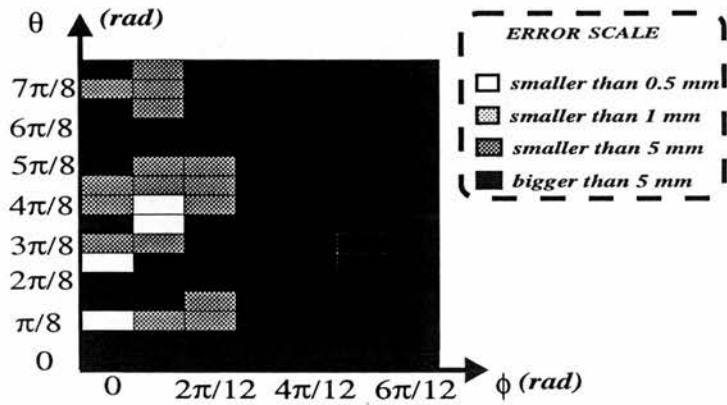 θ (rad)
7π/8
6π/8
5π/8
4π/8
3π/8
2π/8
π/8
0
0 2π/12 4π/12 6π/12 ϕ (rad)
ERROR SCALE
smaller than 0.5 mm
smaller than 1 mm
smaller than 5 mm
bigger than 5 mm